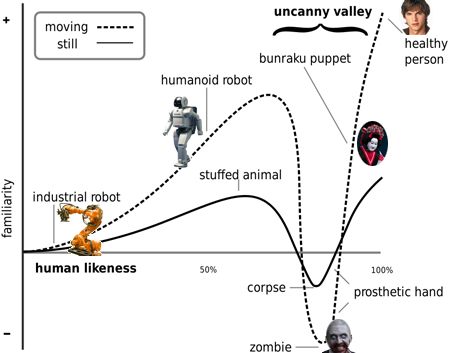 +
moving
still
uncanny valley
healthy
person
bunraku puppet
humanoid robot
stuffed animal
industrial robot
familiarity
human likeness
50%
100%
corpse
prosthetic hand
zombie
–